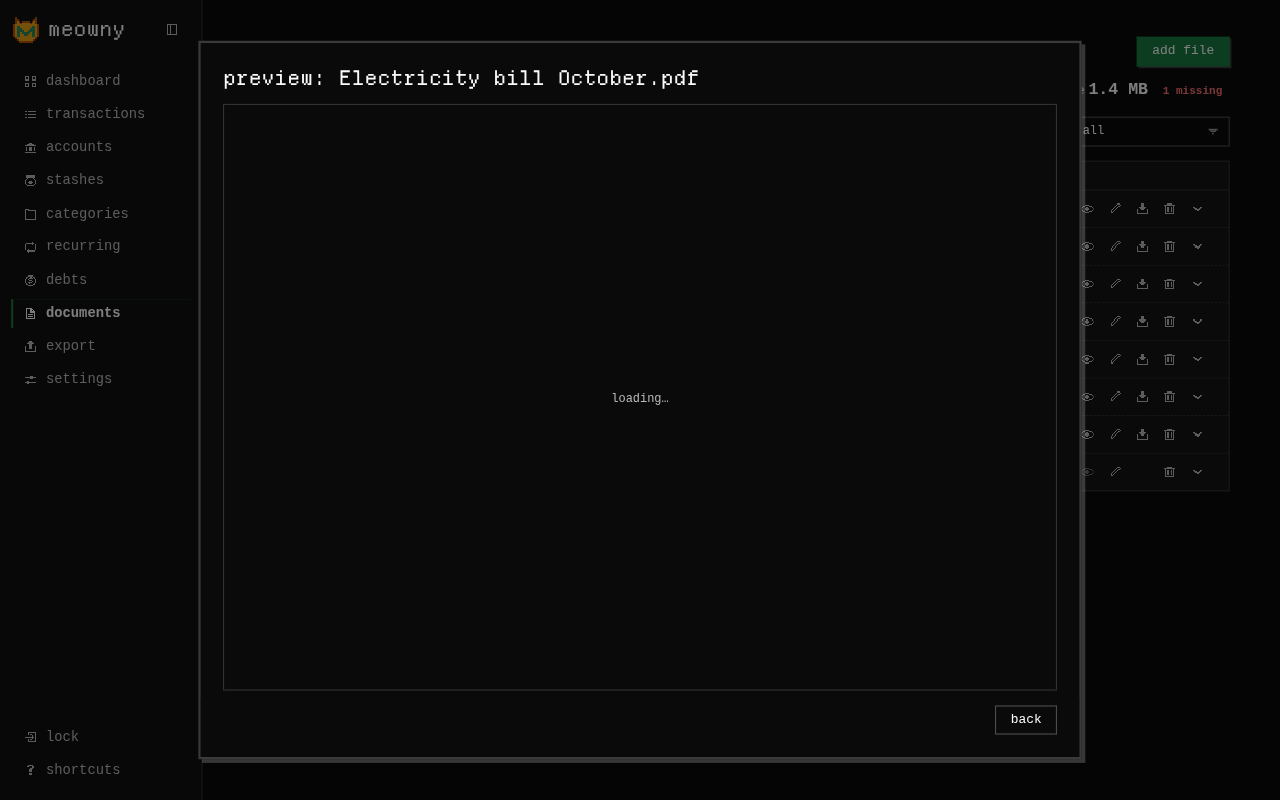 meowny
dashboard
transactions
accounts
stashes
categories
recurring
debts
documents
export
settings
lock
shortcuts
add file
1.4 MB 1 missing
all
preview: Electricity bill October.pdf
loading…
back